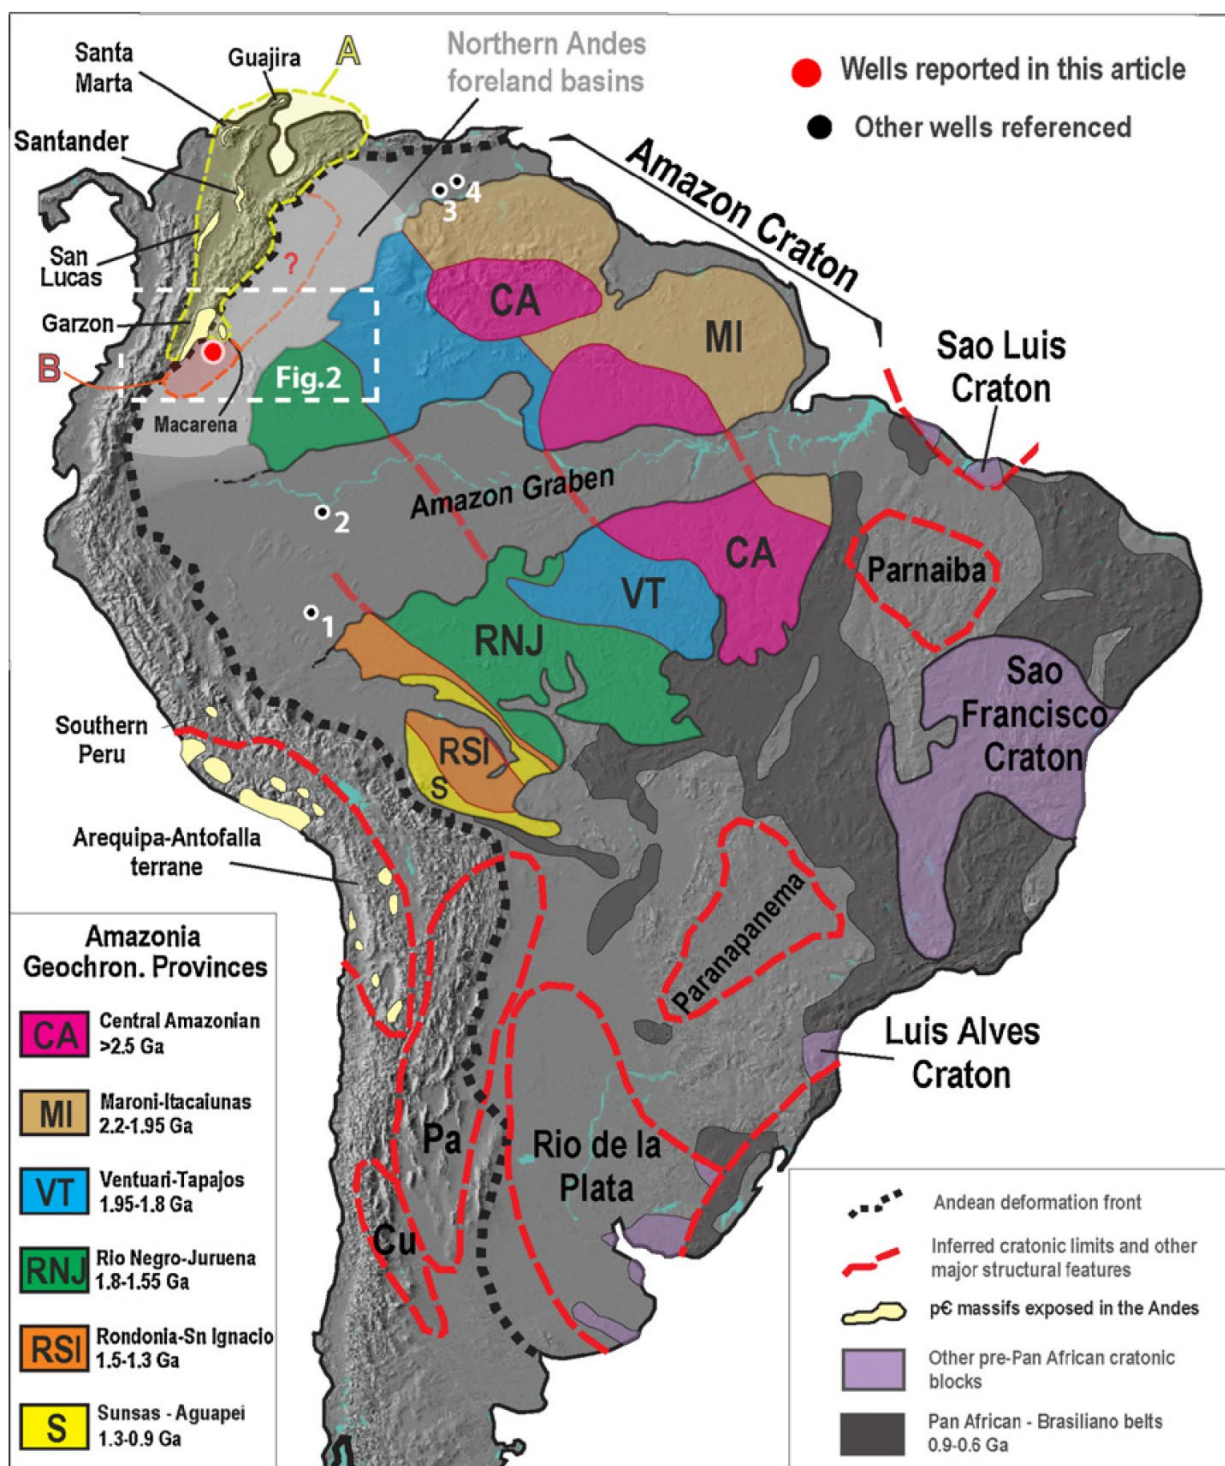 Santa
Marta
Guajira
A
Northern Andes
foreland basins
Wells reported in this article
Other wells referenced
Santander
Amazon Craton
4
3
San
Lucas
?
CA
MI
Garzon
B
Fig.2
Macarena
Sao Luis
Craton
Amazon Graben
2
CA
Parnaiba
VT
1
RNJ
Sao
Francisco
Craton
Southern
Peru
RSI
S
Arequipa-Antofalla
terrane
Paranapanema
Luis Alves
Craton
Pa
Rio de la
Plata
Cu
Amazonia
Geochron. Provinces
CA
Central Amazonian
>2.5 Ga
MI
Maroni-Itacaiunas
2.2-1.95 Ga
VT
Ventuari-Tapajos
1.95-1.8 Ga
RNJ
Rio Negro-Juruena
1.8-1.55 Ga
RSI
Rondonia-Sn Ignacio
1.5-1.3 Ga
S
Sunsas - Aguapeí
1.3-0.9 Ga
Andean deformation front
Inferred cratonic limits and other
major structural features
p€ massifs exposed in the Andes
Other pre-Pan African cratonic
blocks
Pan African - Brasiliano belts
0.9-0.6 Ga